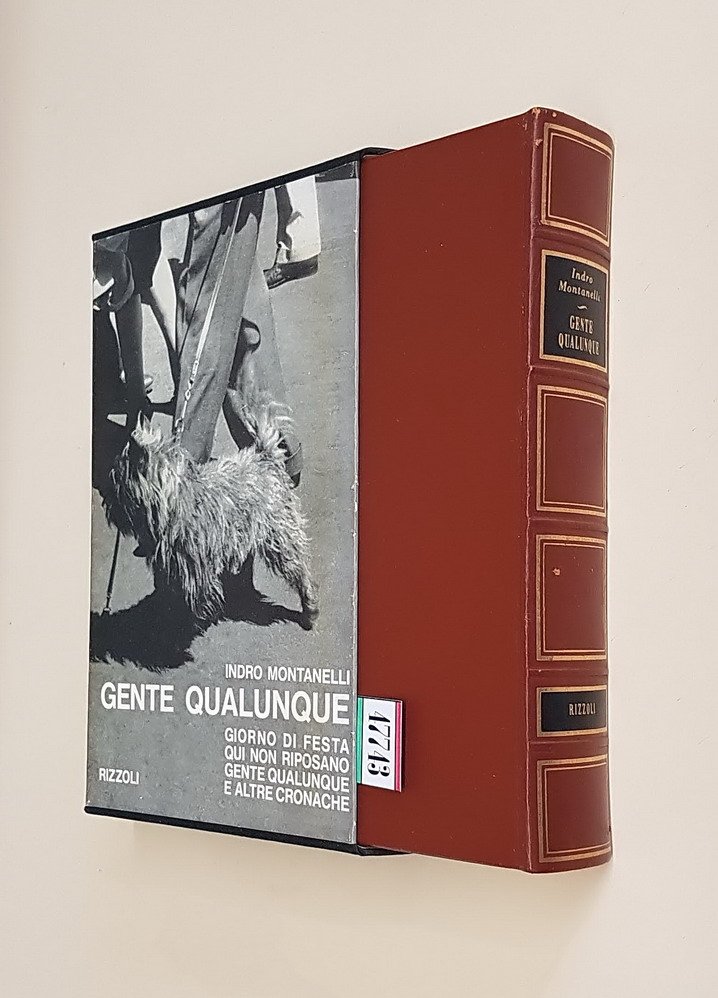 INDRO MONTANELLI
GENTE QUALUNQUE
GIORNO DI FESTA
QUI NON RIPOSANO
GENTE QUALUNQUE
E ALTRE CRONACHE
RIZZOLI
47743
Indro
Montanelli
GENTE
QUALUNQUE
RIZZOLI